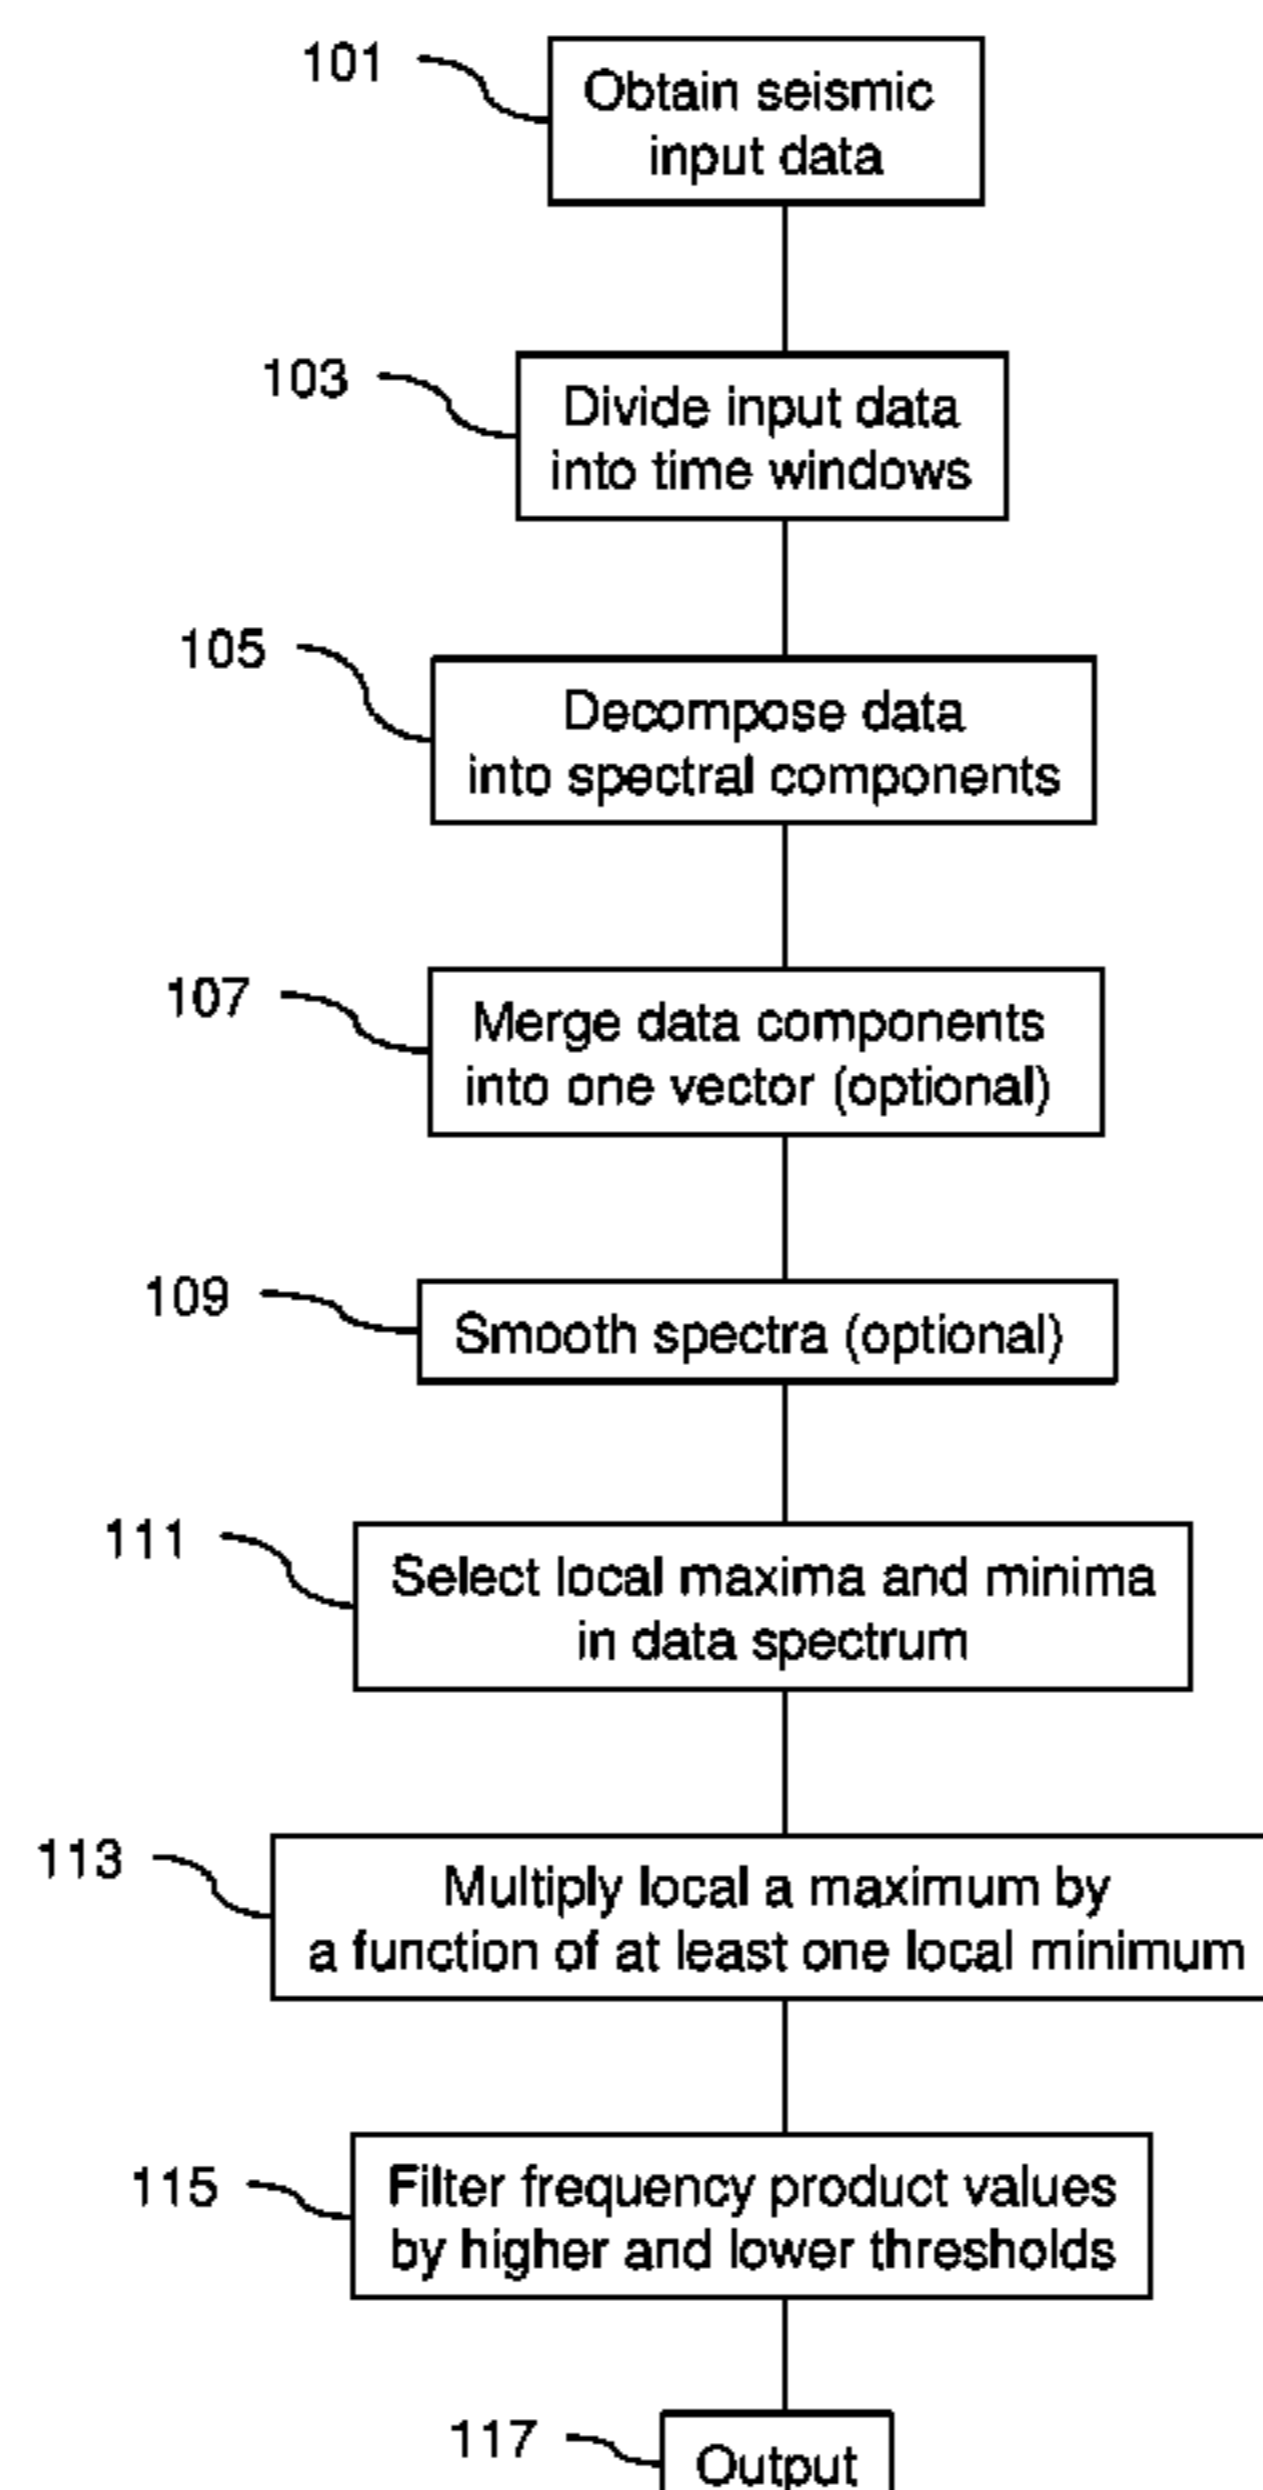 101
Obtain seismic
input data
103
Divide input data
into time windows
105
Decompose data
into spectral components
107
Merge data components
into one vector (optional)
109
Smooth spectra (optional)
111
Select local maxima and minima
in data spectrum
113
Multiply local a maximum by
a function of at least one local minimum
115
Filter frequency product values
by higher and lower thresholds
117
Output